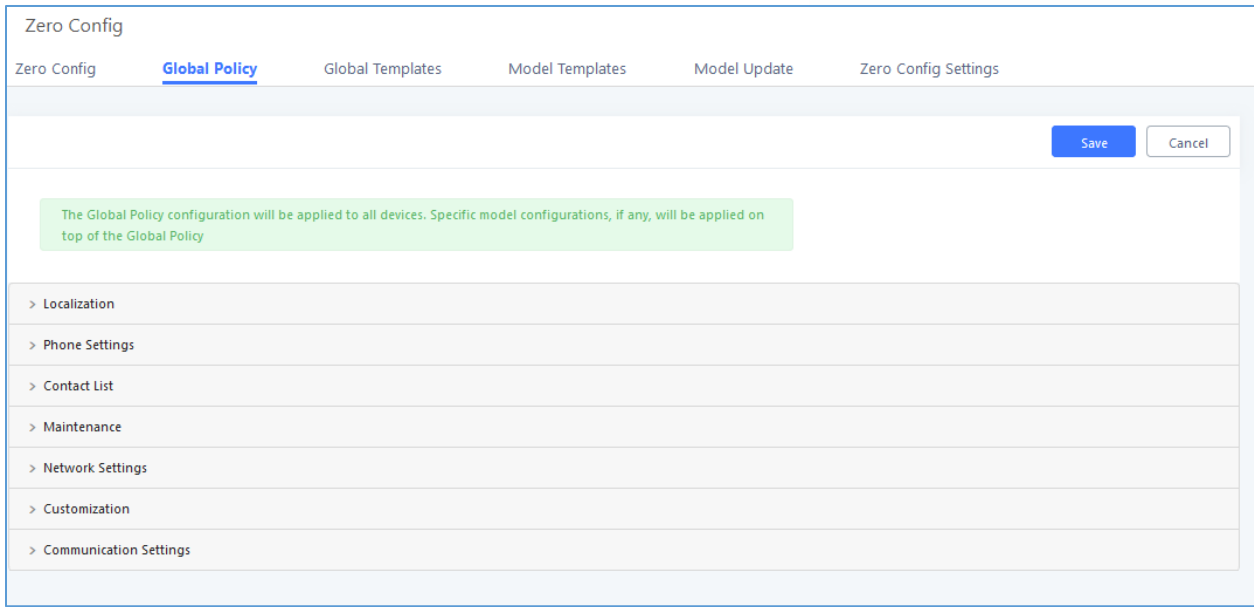 Zero Config
Zero Config Global Policy Global Templates Model Templates Model Update Zero Config Settings
Save Cancel
The Global Policy configuration will be applied to all devices. Specific model configurations, if any, will be applied on
top of the Global Policy
> Localization
> Phone Settings
> Contact List
> Maintenance
> Network Settings
> Customization
> Communication Settings